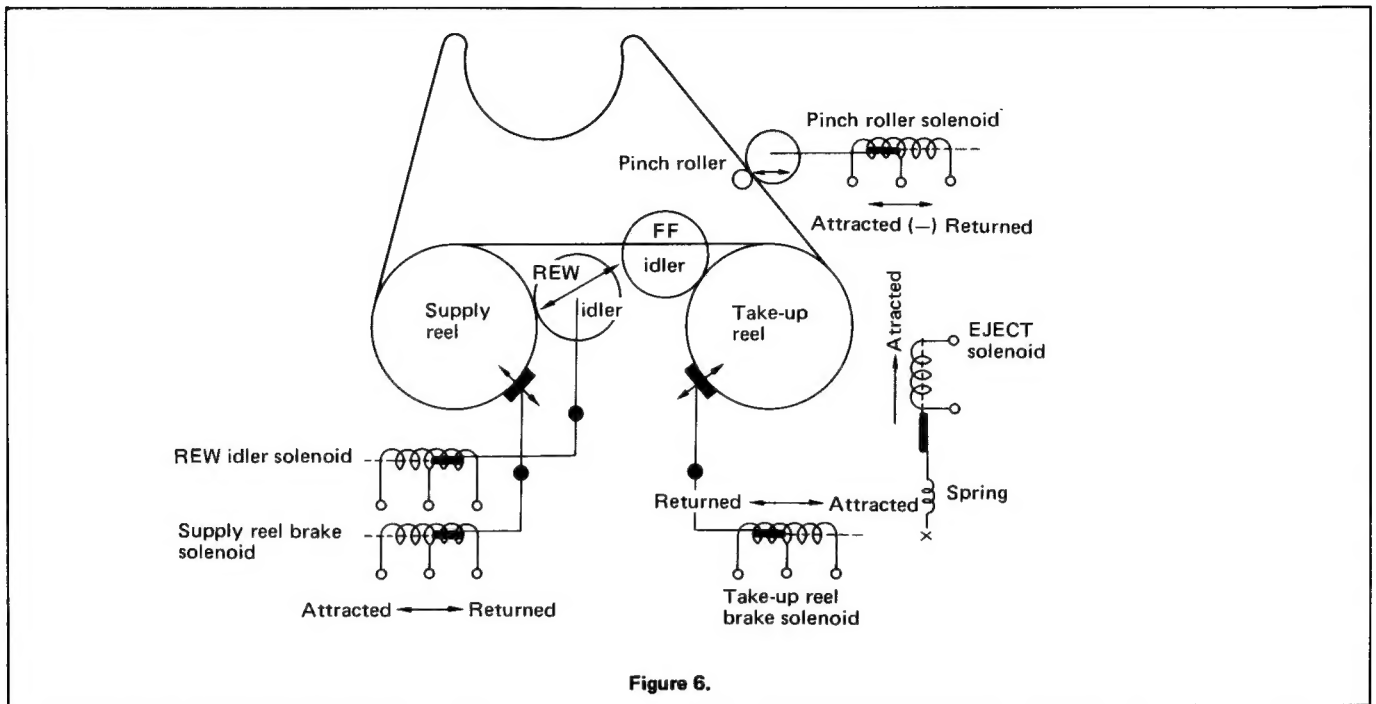 Pinch roller solenoid
Pinch roller
Attracted (—) Returned
FF
idler
REW
idler
Supply
reel
Take-up
reel
Atracted
EJECT
solenoid
REW idler solenoid
Returned
Attracted
Spring
Supply reel brake
solenoid
Take-up reel
brake solenoid
Attracted
Returned
x
Figure 6.